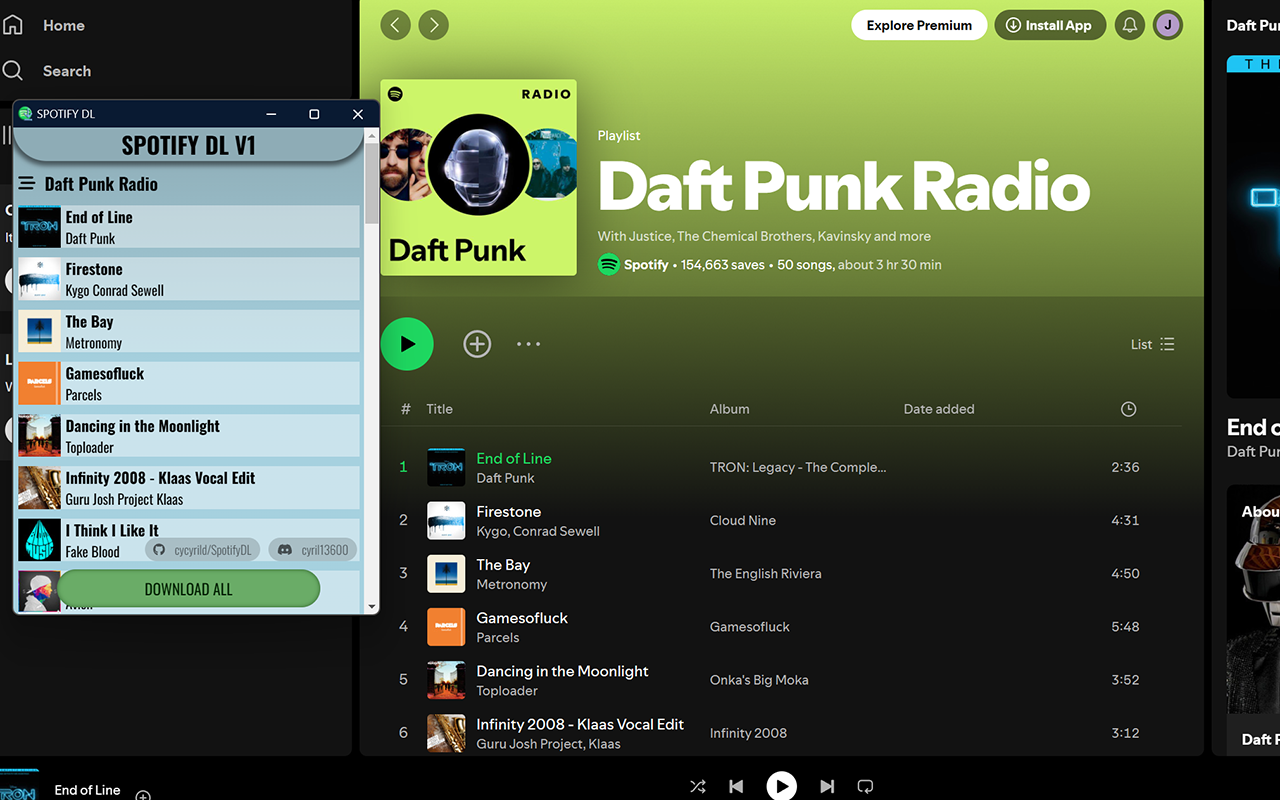 Home
Search
SPOTIFY DL
SPOTIFY DL V1
Daft Punk Radio
End of Line
Daft Punk
Firestone
Kygo Conrad Sewell
The Bay
Metronomy
Gamesofluck
Parcels
Dancing in the Moonlight
Toploader
Infinity 2008 - Klaas Vocal Edit
Guru Josh Project Klaas
I Think I Like It
Fake Blood
cycyrild/SpotifyDL
cyril13600
DOWNLOAD ALL
Explore Premium
Install App
J
RADIO
Daft Punk
Playlist
Daft Punk Radio
With Justice, The Chemical Brothers, Kavinsky and more
Spotify • 154,663 saves • 50 songs, about 3 hr 30 min
List
# Title Album Date added
1 End of Line TRON: Legacy - The Comple... 2:36
Daft Punk
2 Firestone Cloud Nine 4:31
Kygo, Conrad Sewell
3 The Bay The English Riviera 4:50
Metronomy
4 Gamesofluck Gamesofluck 5:48
Parcels
5 Dancing in the Moonlight Onka's Big Moka 3:52
Toploader
6 Infinity 2008 - Klaas Vocal Edit Infinity 2008 3:12
Guru Josh Project, Klaas
Daft Pu
T H
End o
Daft Pun
Abou
Daft P
End of Line